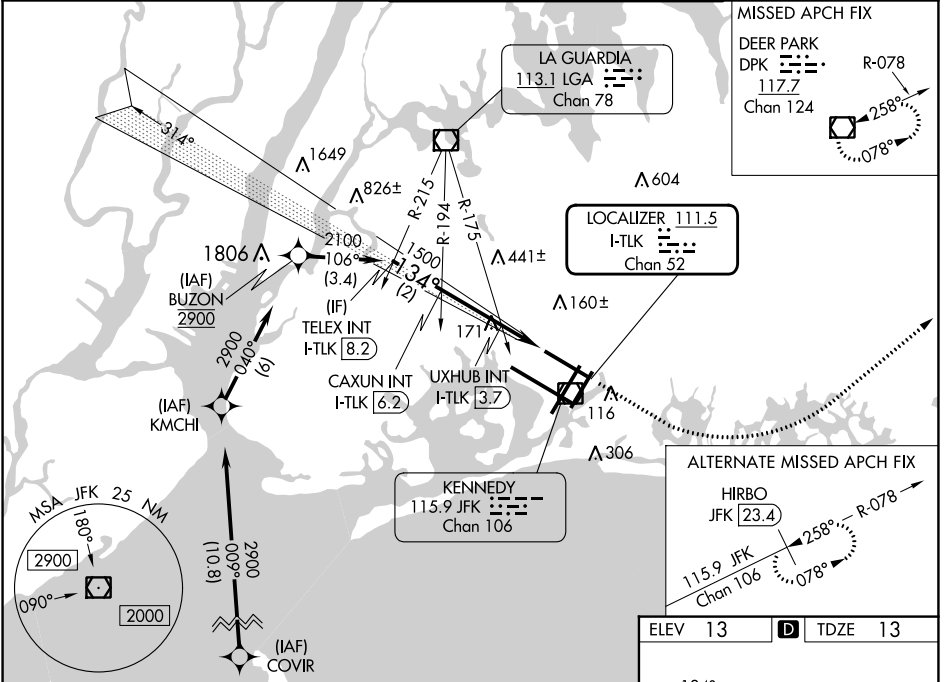 MISSED APCH FIX
DEER PARK
DPK
117.7
Chan 124
R-078
258°
078°
LA GUARDIA
113.1 LGA
Chan 78
314°
1649
826±
604
R-215
R-194
R-175
LOCALIZER 111.5
I-TLK
Chan 52
1806
2100
106°
(3.4)
1500
134°
(2)
441±
(IAF)
BUZON
2900
(IF)
TELEX INT
I-TLK 8.2
160±
171
2900
040°
(6)
CAXUN INT
I-TLK 6.2
UXHUB INT
I-TLK 3.7
(IAF)
KMCHI
116
306
KENNEDY
115.9 JFK
Chan 106
ALTERNATE MISSED APCH FIX
HIRBO
JFK 23.4
R-078
258°
078°
115.9 JFK
Chan 106
MSA JFK 25 NM
180°
2900
090°
2000
2900
009°
(10.8)
(IAF)
COVIR
ELEV 13
D
TDZE 13